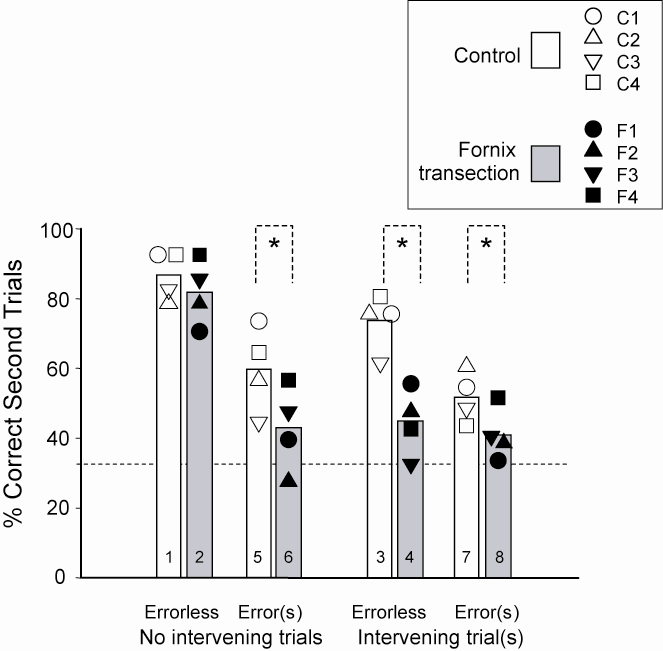 Control
C1
C2
C3
C4
Fornix
transection
F1
F2
F3
F4
% Correct Second Trials
100
80
60
40
20
0
* * *
1 2 5 6 3 4 7 8
Errorless Error(s) Errorless Error(s)
No intervening trials Intervening trial(s)